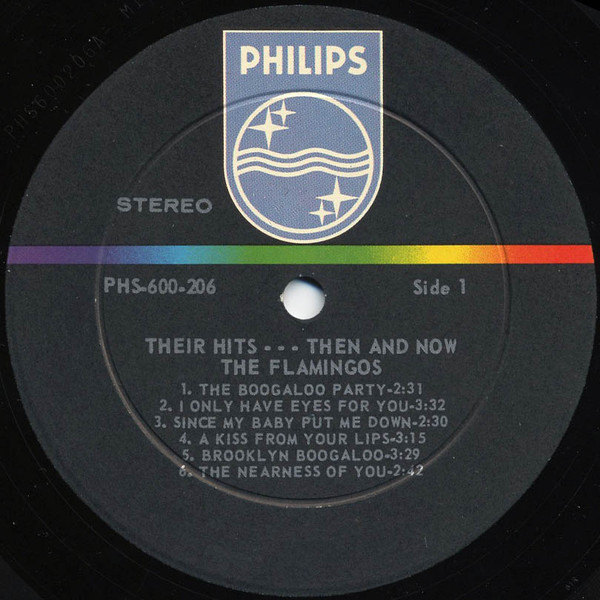 PHILIPS
STEREO
PHS-600-206
Side 1
THEIR HITS - - - THEN AND NOW
THE FLAMINGOS
1. THE BOOGALOO PARTY-2:31
2. I ONLY HAVE EYES FOR YOU-3:32
3. SINCE MY BABY PUT ME DOWN-2:30
4. A KISS FROM YOUR LIPS-3:15
5. BROOKLYN BOOGALOO-3:29
6. THE NEARNESS OF YOU-2:42